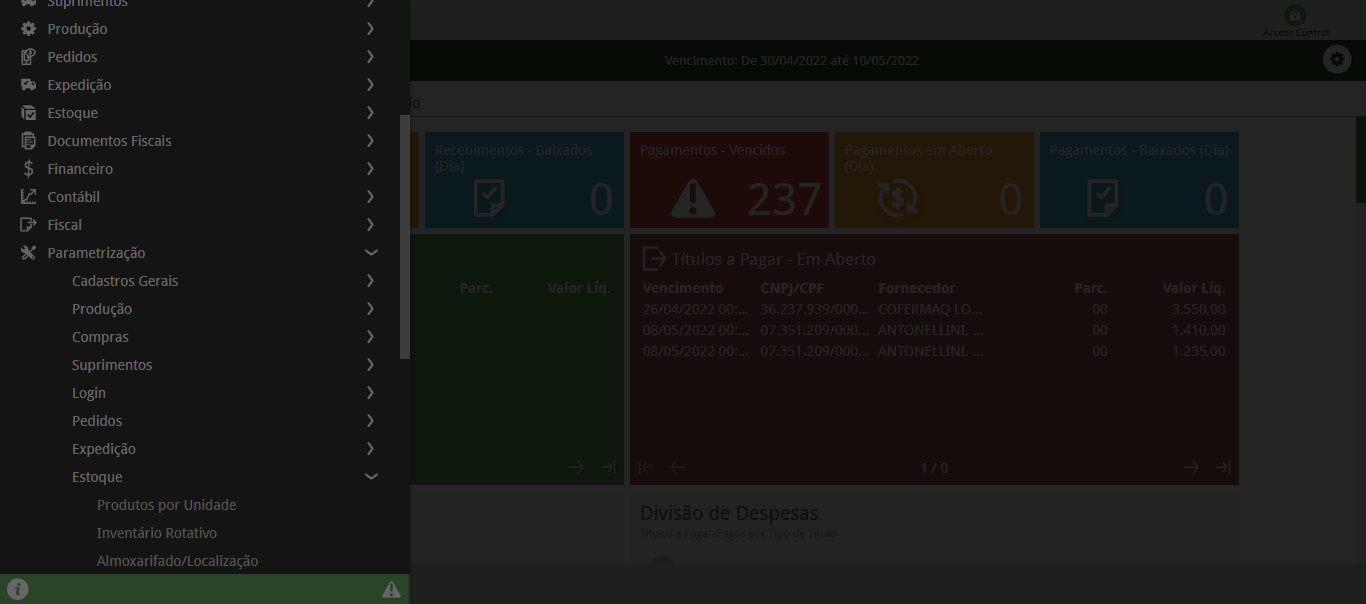 Suprimentos
Produção
Pedidos
Expedição
Estoque
Documentos Fiscais
Financeiro
Contábil
Fiscal
Parametrização
Cadastros Gerais
Produção
Compras
Suprimentos
Login
Pedidos
Expedição
Estoque
Produtos por Unidade
Inventário Rotativo
Almoxarifado/Localização
Access Control
Vencimento: De 30/04/2022 até 10/05/2022
Recebimentos - Baixados
(Dia)
0
Pagamentos - Vencidos
237
Pagamentos em Aberto
(Dia)
0
Pagamentos - Baixados (Dia)
0
Parc. Valor Líq.
Títulos a Pagar - Em Aberto
Vencimento CNPJ/CPF Fornecedor Parc. Valor Líq.
26/04/2022 00:... 36.237.939/000... COFERMAQ LO... 00 3.550,00
08/05/2022 00:... 07.351.209/000... ANTONELLINI, ... 00 1.410,00
08/05/2022 00:... 07.351.209/000... ANTONELLINI, ... 00 1.235,00
1 / 0
Divisão de Despesas
Títulos a Pagar/Pagos por Tipo de Título